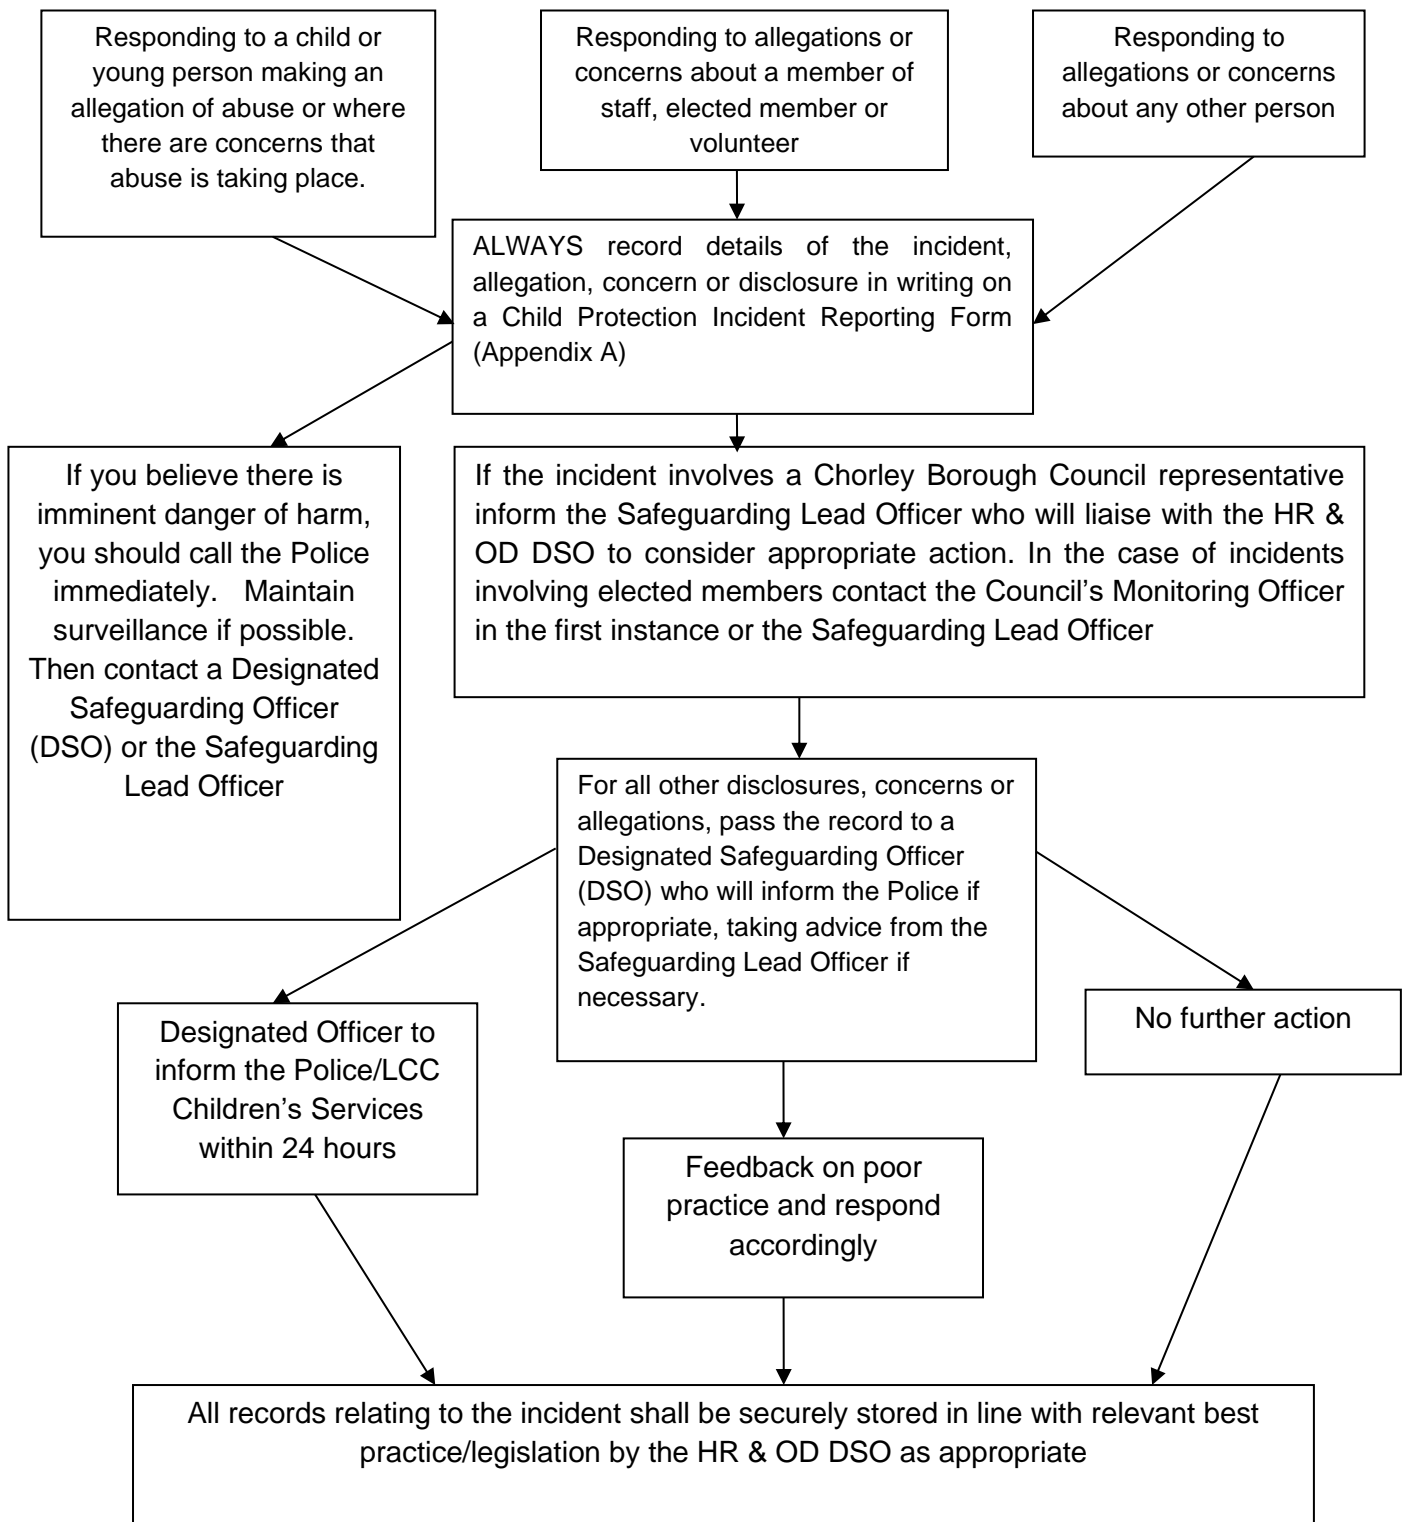 Responding to a child or
young person making an
allegation of abuse or where
there are concerns that
abuse is taking place.
Responding to allegations or
concerns about a member of
staff, elected member or
volunteer
Responding to
allegations or concerns
about any other person
ALWAYS record details of the incident,
allegation, concern or disclosure in writing on
a Child Protection Incident Reporting Form
(Appendix A)
If you believe there is
imminent danger of harm,
you should call the Police
immediately. Maintain
surveillance if possible.
Then contact a Designated
Safeguarding Officer
(DSO) or the Safeguarding
Lead Officer
If the incident involves a Chorley Borough Council representative
inform the Safeguarding Lead Officer who will liaise with the HR &
OD DSO to consider appropriate action. In the case of incidents
involving elected members contact the Council’s Monitoring Officer
in the first instance or the Safeguarding Lead Officer
For all other disclosures, concerns or
allegations, pass the record to a
Designated Safeguarding Officer
(DSO) who will inform the Police if
appropriate, taking advice from the
Safeguarding Lead Officer if
necessary.
Designated Officer to
inform the Police/LCC
Children’s Services
within 24 hours
No further action
Feedback on poor
practice and respond
accordingly
All records relating to the incident shall be securely stored in line with relevant best
practice/legislation by the HR & OD DSO as appropriate